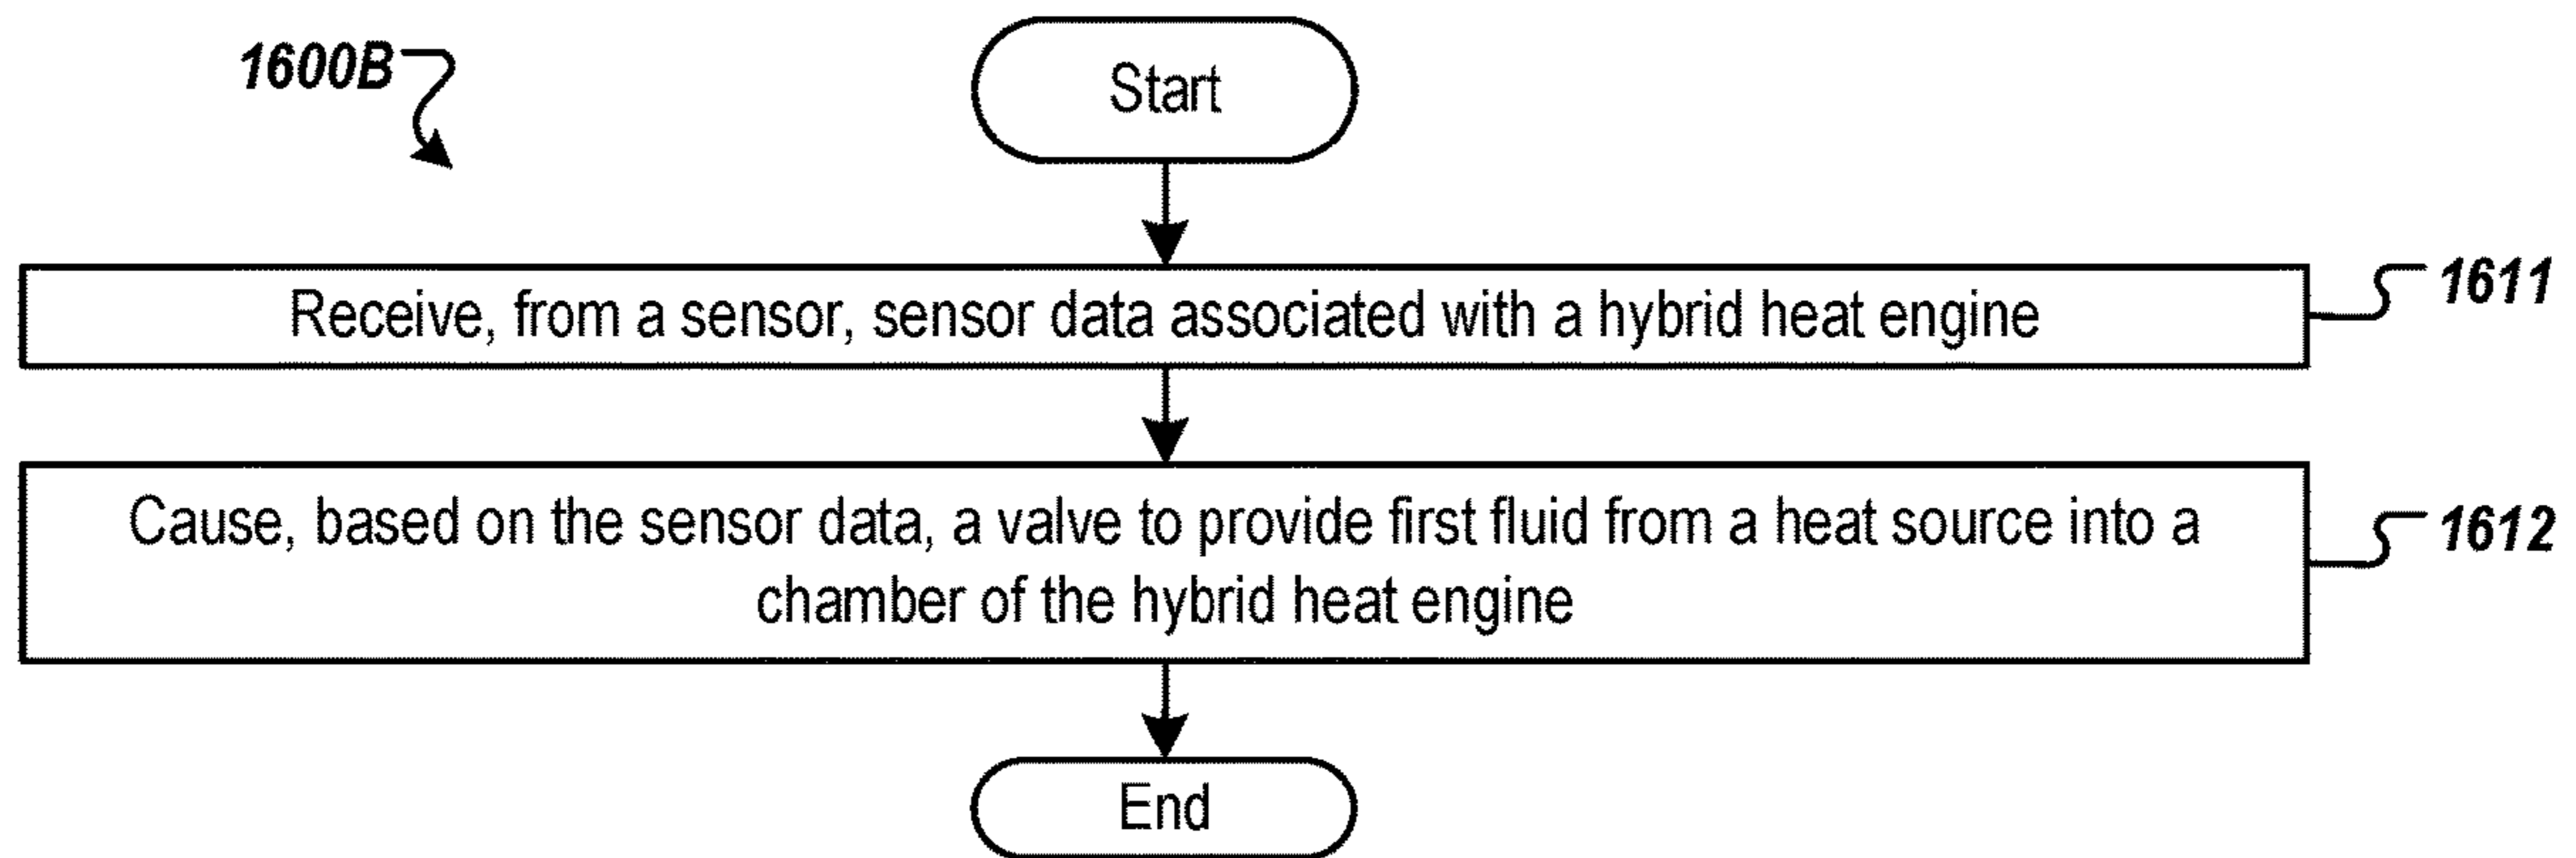 1600B
Start
Receive, from a sensor, sensor data associated with a hybrid heat engine
1611
Cause, based on the sensor data, a valve to provide first fluid from a heat source into a
chamber of the hybrid heat engine
1612
End